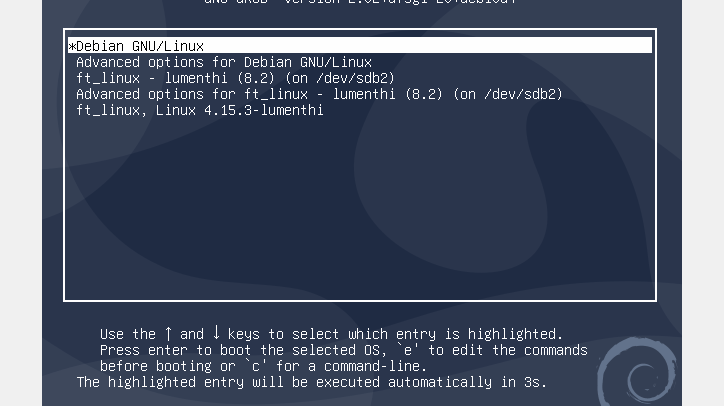 *Debian GNU/Linux
Advanced options for Debian GNU/Linux
ft_linux - lumenthi (8.2) (on /dev/sdb2)
Advanced options for ft_linux - lumenthi (8.2) (on /dev/sdb2)
ft_linux, Linux 4.15.3-lumenthi
Use the ↑ and ↓ keys to select which entry is highlighted.
Press enter to boot the selected OS, `e' to edit the commands
before booting or `c' for a command-line.
The highlighted entry will be executed automatically in 3s.